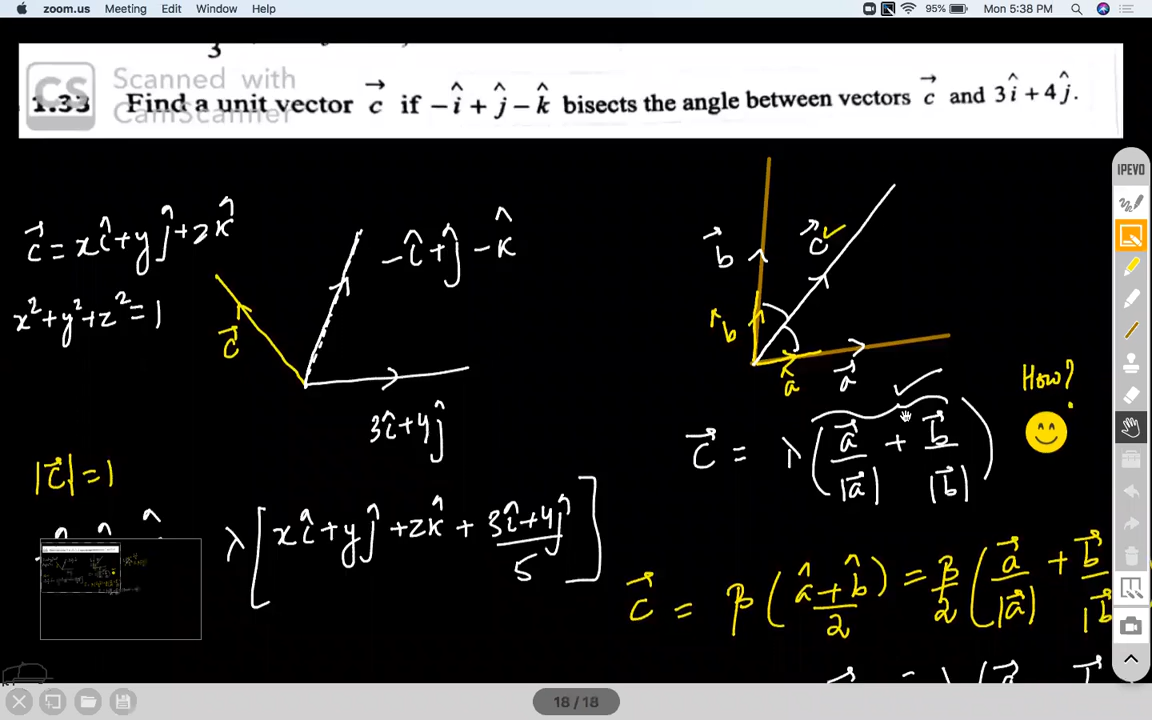 zoom.us Meeting Edit Window Help 95% Mon 5:38 PM
3
CS Scanned with CamScanner
1.33 Find a unit vector c⃗ if −î + ĵ − k̂ bisects the angle between vectors c⃗ and 3î + 4ĵ.
IPEVO
c⃗ = xî + yĵ + zk̂
x² + y² + z² = 1
c⃗
−î + ĵ − k̂
3î + 4ĵ
b⃗
c⃗ ✓
b̂
â
a⃗
How?
c⃗ = λ( a⃗/|a⃗| + b⃗/|b⃗| )
|c⃗| = 1
λ[ xî + yĵ + zk̂ + (3î + 4ĵ)/5 ]
c⃗ = β( (â + b̂)/2 ) = β/2 ( a⃗/|a⃗| + b⃗/|b
18 / 18